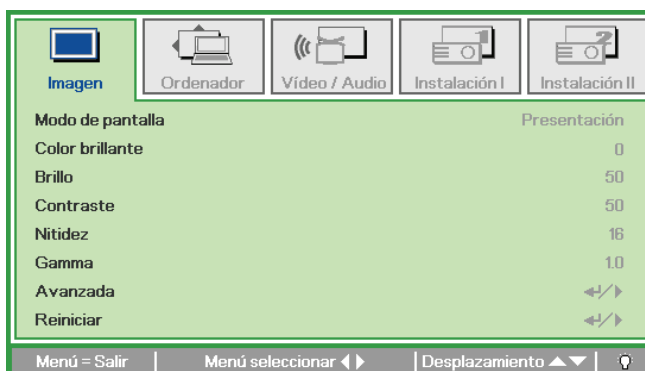 Imagen
Ordenador
Vídeo / Audio
Instalación I
Instalación II
Modo de pantalla Presentación
Color brillante 0
Brillo 50
Contraste 50
Nitidez 16
Gamma 1.0
Avanzada
Reiniciar
Menú = Salir Menú seleccionar Desplazamiento